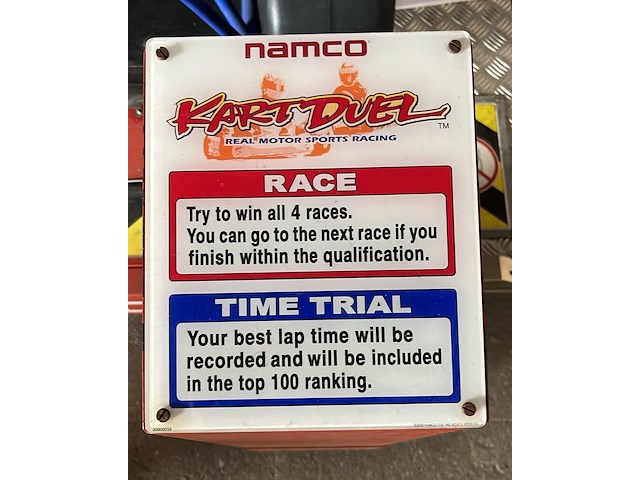 namco
KART DUEL
TM
REAL MOTOR SPORTS RACING
RACE
Try to win all 4 races.
You can go to the next race if you
finish within the qualification.
TIME TRIAL
Your best lap time will be
recorded and will be included
in the top 100 ranking.